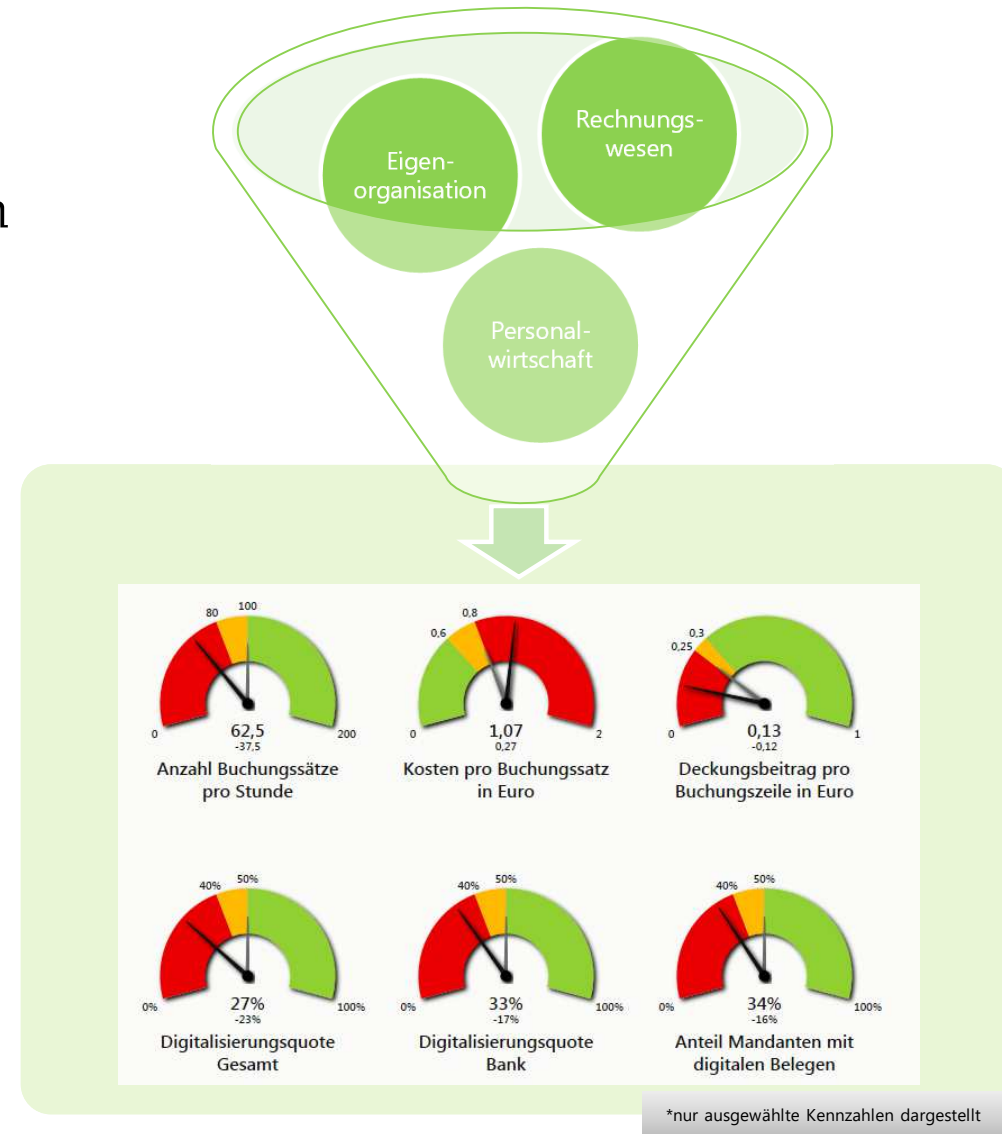 Rechnungs-
wesen
Eigen-
organisation
n
Personal-
wirtschaft
80 100
0 200
62,5
-37,5
Anzahl Buchungssätze
pro Stunde
0,6 0,8
0 2
1,07
0,27
Kosten pro Buchungssatz
in Euro
0,25 0,3
0 1
0,13
-0,12
Deckungsbeitrag pro
Buchungszeile in Euro
40% 50%
0% 100%
27%
-23%
Digitalisierungsquote
Gesamt
40% 50%
0% 100%
33%
-17%
Digitalisierungsquote
Bank
40% 50%
0% 100%
34%
-16%
Anteil Mandanten mit
digitalen Belegen
*nur ausgewählte Kennzahlen dargestellt